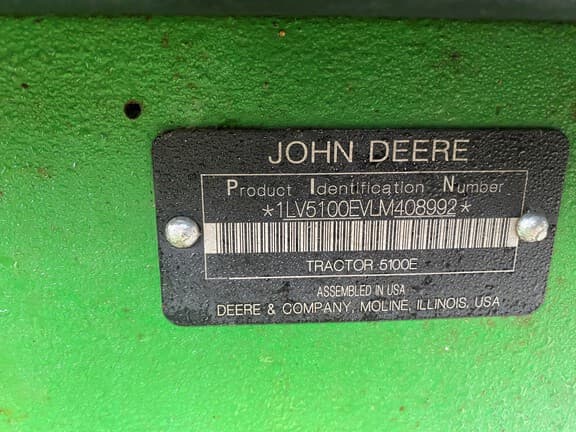 JOHN DEERE
Product Identification Number
*1LV5100EVLM408992*
TRACTOR 5100E
ASSEMBLED IN USA
DEERE & COMPANY, MOLINE, ILLINOIS, USA